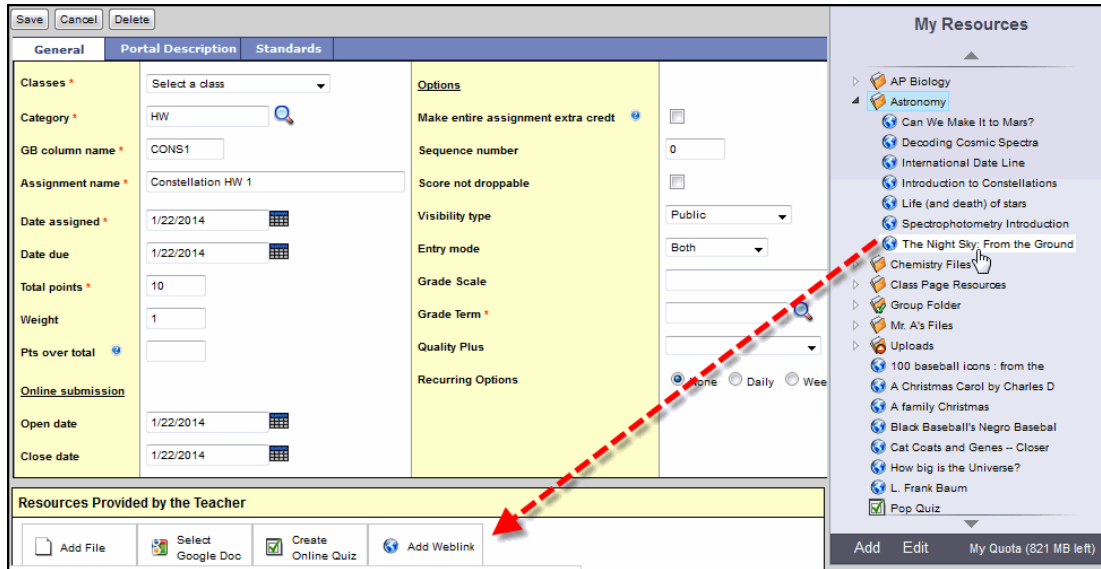 Save Cancel Delete
General Portal Description Standards
Classes * Select a class
Category * HW
GB column name * CONS1
Assignment name * Constellation HW 1
Date assigned * 1/22/2014
Date due 1/22/2014
Total points * 10
Weight 1
Pts over total
Online submission
Open date 1/22/2014
Close date 1/22/2014
Options
Make entire assignment extra credt
Sequence number 0
Score not droppable
Visibility type Public
Entry mode Both
Grade Scale
Grade Term *
Quality Plus
Recurring Options None Daily Wee
Resources Provided by the Teacher
Add File
Select
Google Doc
Create
Online Quiz
Add Weblink
My Resources
AP Biology
Astronomy
Can We Make It to Mars?
Decoding Cosmic Spectra
International Date Line
Introduction to Constellations
Life (and death) of stars
Spectrophotometry Introduction
The Night Sky: From the Ground
Chemistry Files
Class Page Resources
Group Folder
Mr. A's Files
Uploads
100 baseball icons : from the
A Christmas Carol by Charles D
A family Christmas
Black Baseball's Negro Basebal
Cat Coats and Genes -- Closer
How big is the Universe?
L. Frank Baum
Pop Quiz
Add Edit My Quota (821 MB left)